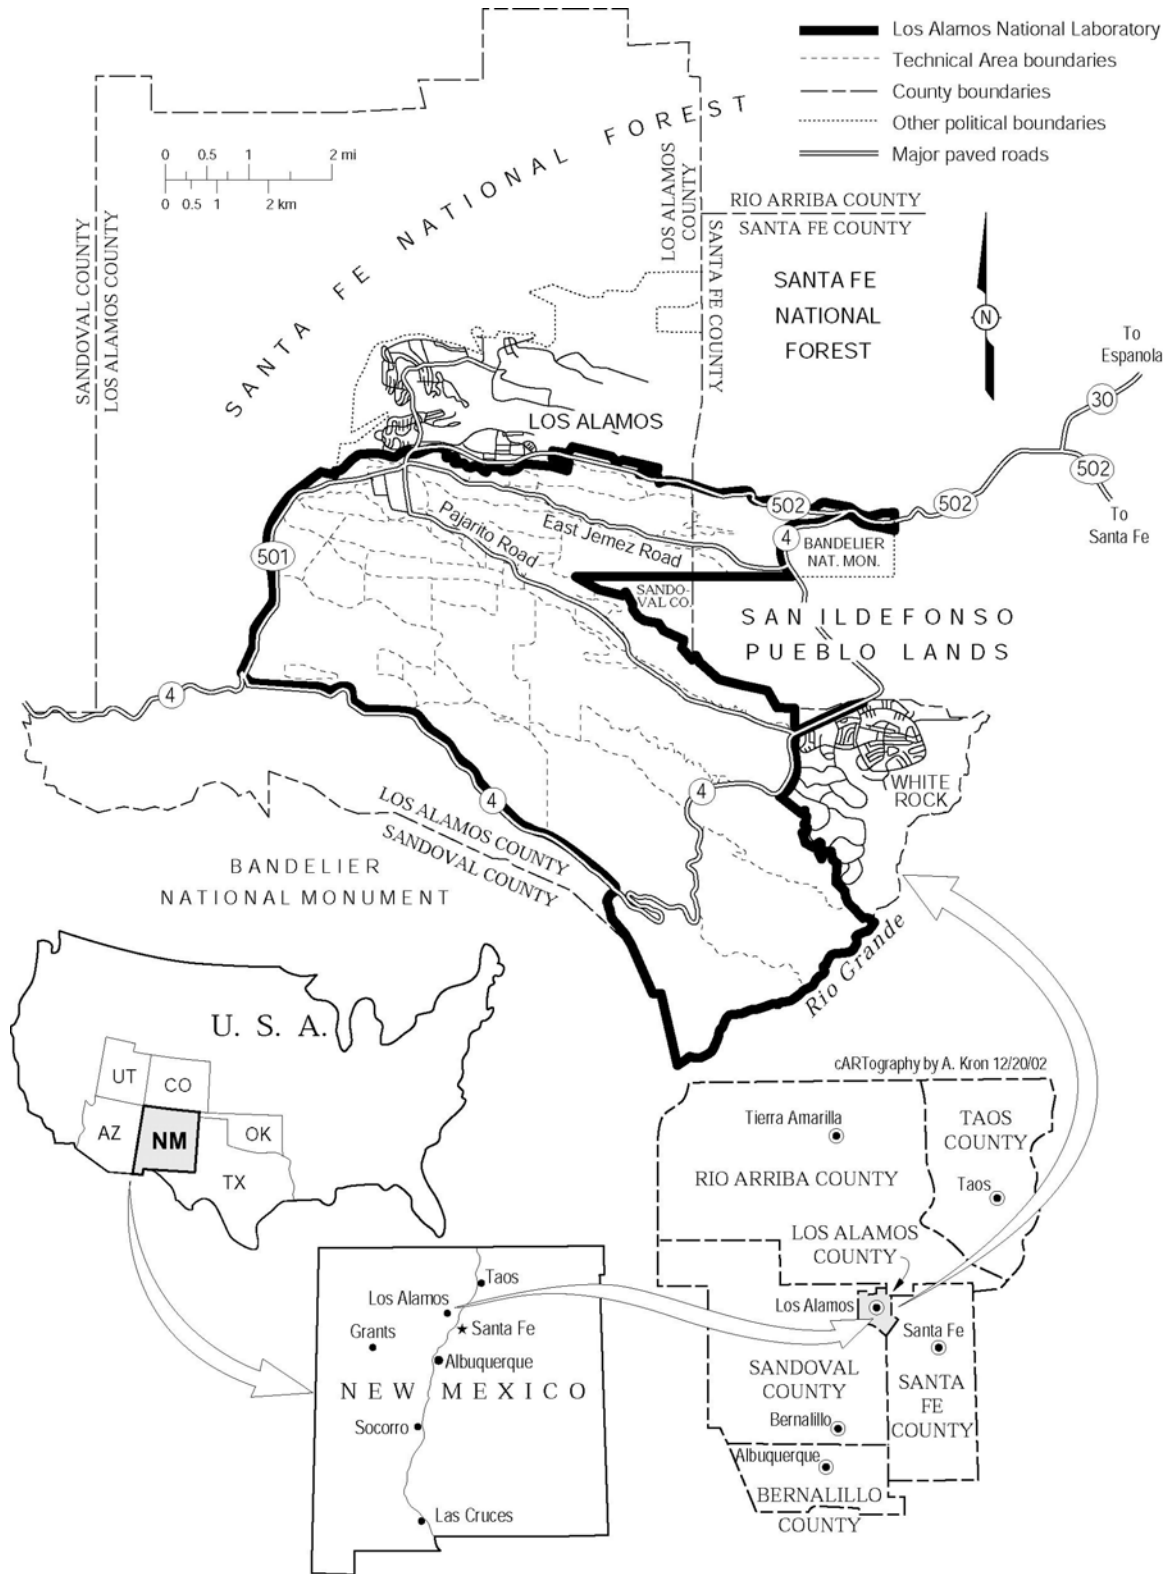 Los Alamos National Laboratory
Technical Area boundaries
County boundaries
Other political boundaries
Major paved roads
0 0.5 1 2 mi
0 0.5 1 2 km
SANTA FE NATIONAL FOREST
SANDOVAL COUNTY
LOS ALAMOS COUNTY
LOS ALAMOS
COUNTY
SANTA FE COUNTY
RIO ARRIBA COUNTY
SANTA FE COUNTY
SANTA FE
NATIONAL
FOREST
N
To
Espanola
30
502
To
Santa Fe
LOS ALAMOS
502
502
4
501
Pajarito Road
East Jemez Road
BANDELIER
NAT. MON.
SANDO-
VAL CO.
SAN ILDEFONSO
PUEBLO LANDS
4
4
4
WHITE
ROCK
LOS ALAMOS COUNTY
SANDOVAL COUNTY
BANDELIER
NATIONAL MONUMENT
Rio Grande
cARTography by A. Kron 12/20/02
U. S. A.
UT
CO
AZ
NM
OK
TX
Taos
Los Alamos
Santa Fe
Grants
Albuquerque
NEW MEXICO
Socorro
Las Cruces
Tierra Amarilla
TAOS
COUNTY
RIO ARRIBA COUNTY
Taos
LOS ALAMOS
COUNTY
Los Alamos
Santa Fe
SANDOVAL
COUNTY
SANTA
FE
COUNTY
Bernalillo
Albuquerque
BERNALILLO
COUNTY